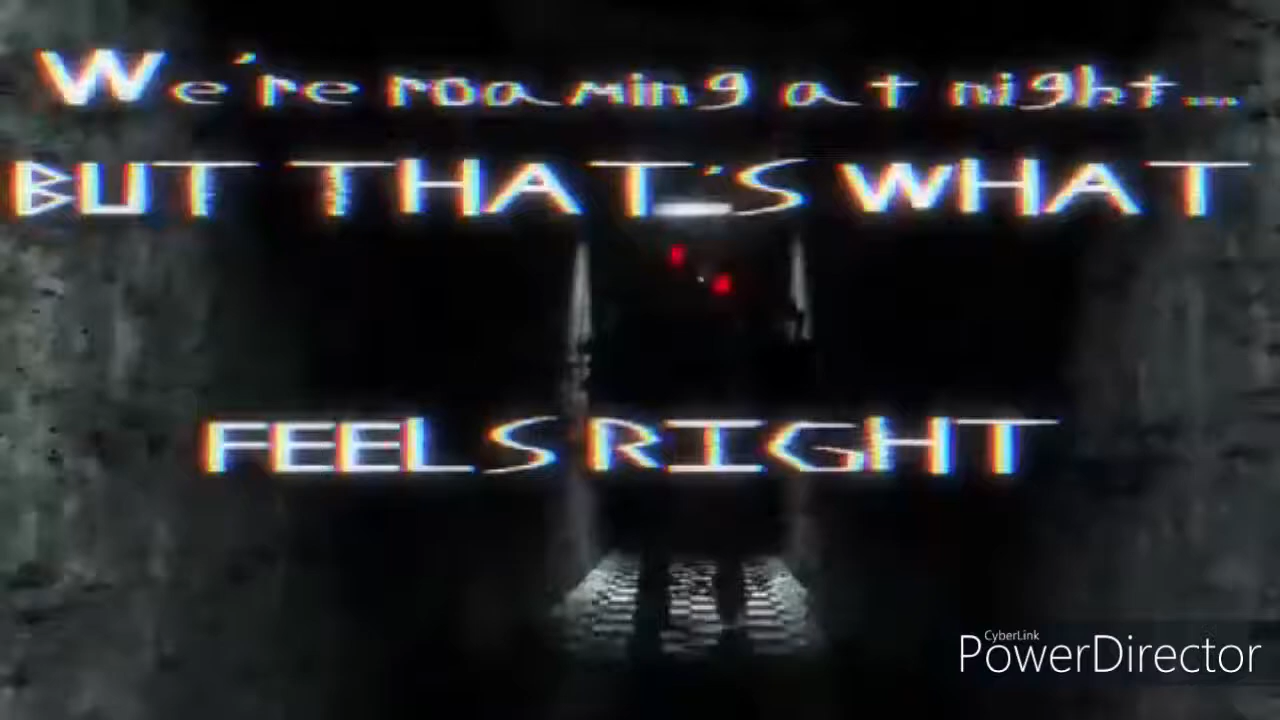 We're roaming at night...
BUT THAT'S WHAT
FEELS RIGHT
CyberLink
PowerDirector